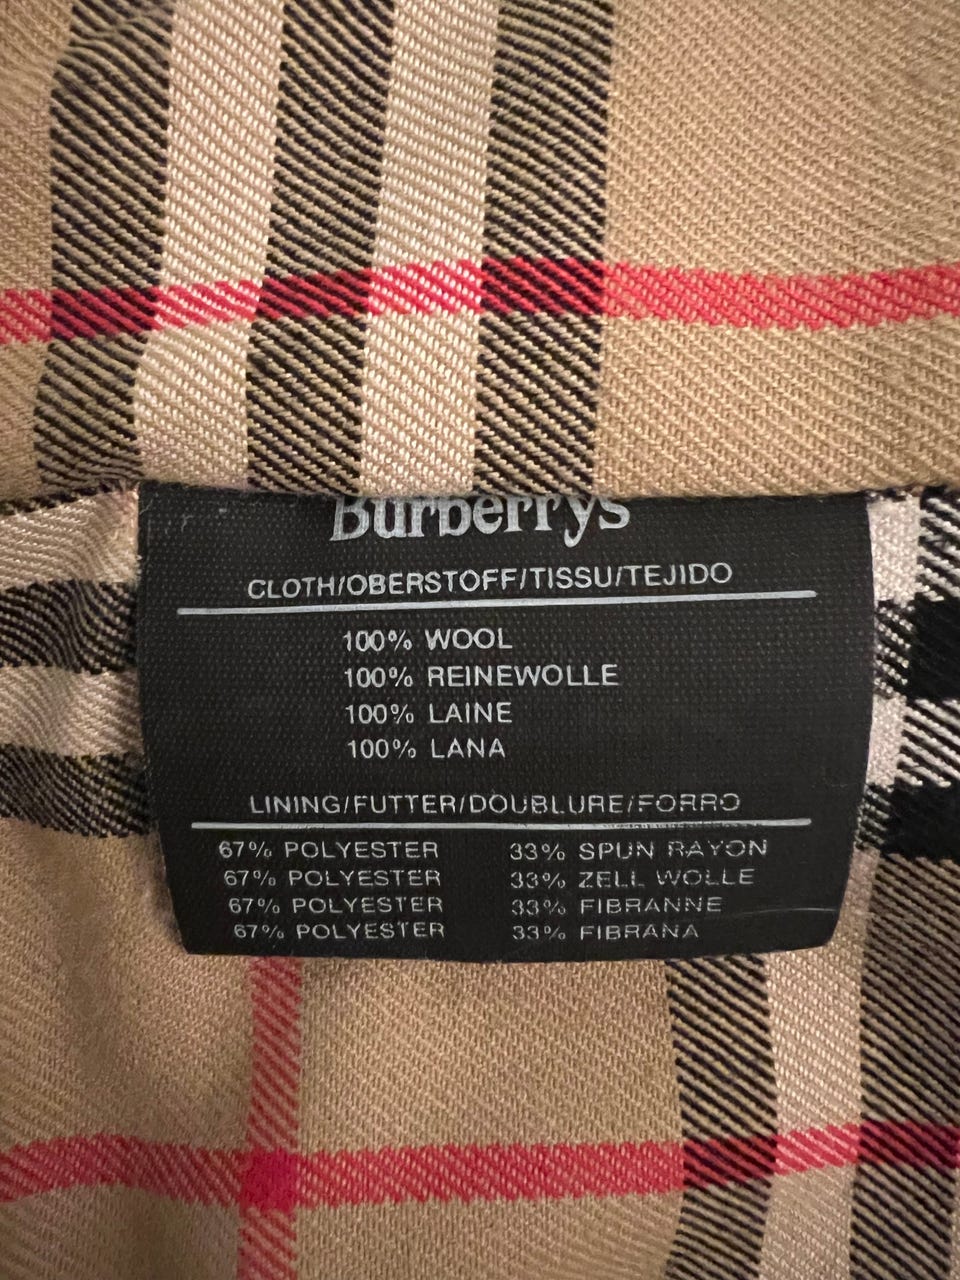 Burberrys
CLOTH/OBERSTOFF/TISSU/TEJIDO
100% WOOL
100% REINEWOLLE
100% LAINE
100% LANA
LINING/FUTTER/DOUBLURE/FORRO
67% POLYESTER 33% SPUN RAYON
67% POLYESTER 33% ZELL WOLLE
67% POLYESTER 33% FIBRANNE
67% POLYESTER 33% FIBRANA